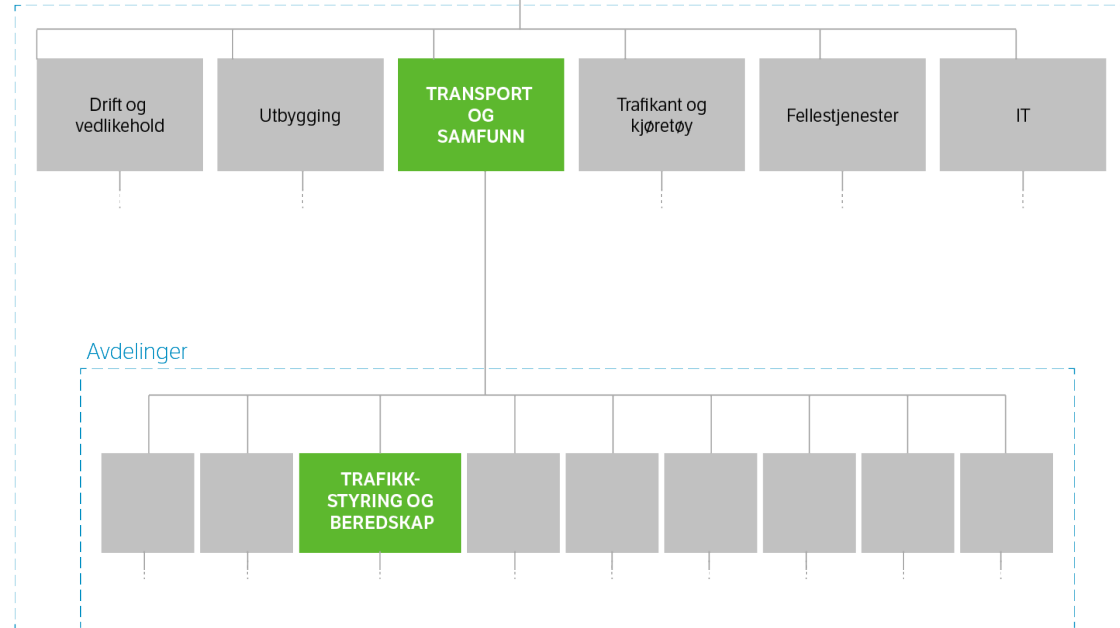 Drift og
vedlikehold
Utbygging
TRANSPORT
OG
SAMFUNN
Trafikant og
kjøretøy
Fellestjenester
IT
Avdelinger
TRAFIKK-
STYRING OG
BEREDSKAP